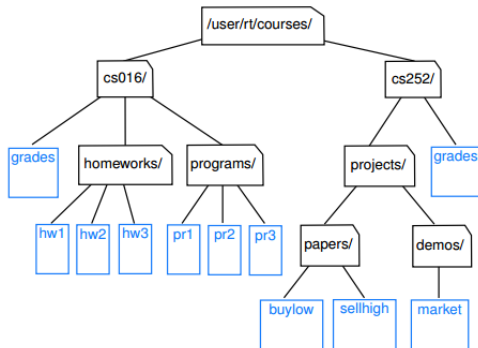 /user/rt/courses/
cs016/
cs252/
grades
homeworks/
programs/
projects/
grades
hw1
hw2
hw3
pr1
pr2
pr3
papers/
demos/
buylow
sellhigh
market